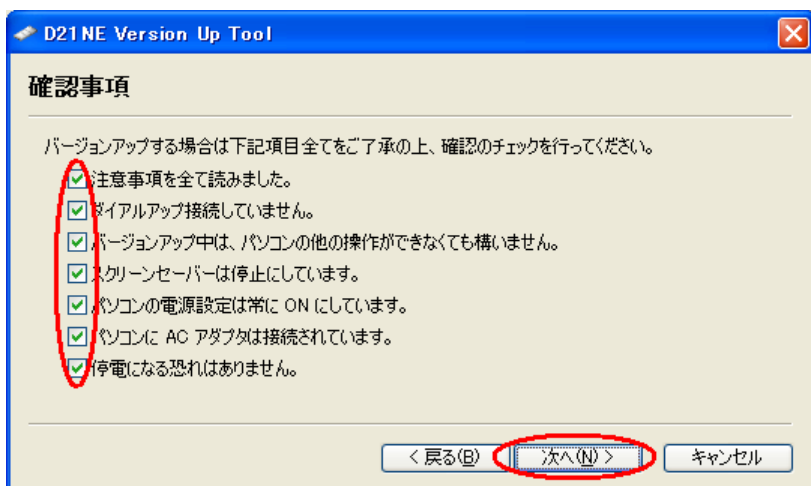 D21NE Version Up Tool
確認事項
バージョンアップする場合は下記項目全てをご了承の上、確認のチェックを行ってください。
注意事項を全て読みました。
ダイアルアップ接続していません。
バージョンアップ中は、パソコンの他の操作ができなくても構いません。
スクリーンセーバーは停止にしています。
パソコンの電源設定は常に ON にしています。
パソコンに AC アダプタは接続されています。
停電になる恐れはありません。
< 戻る(B) 次へ(N) > キャンセル